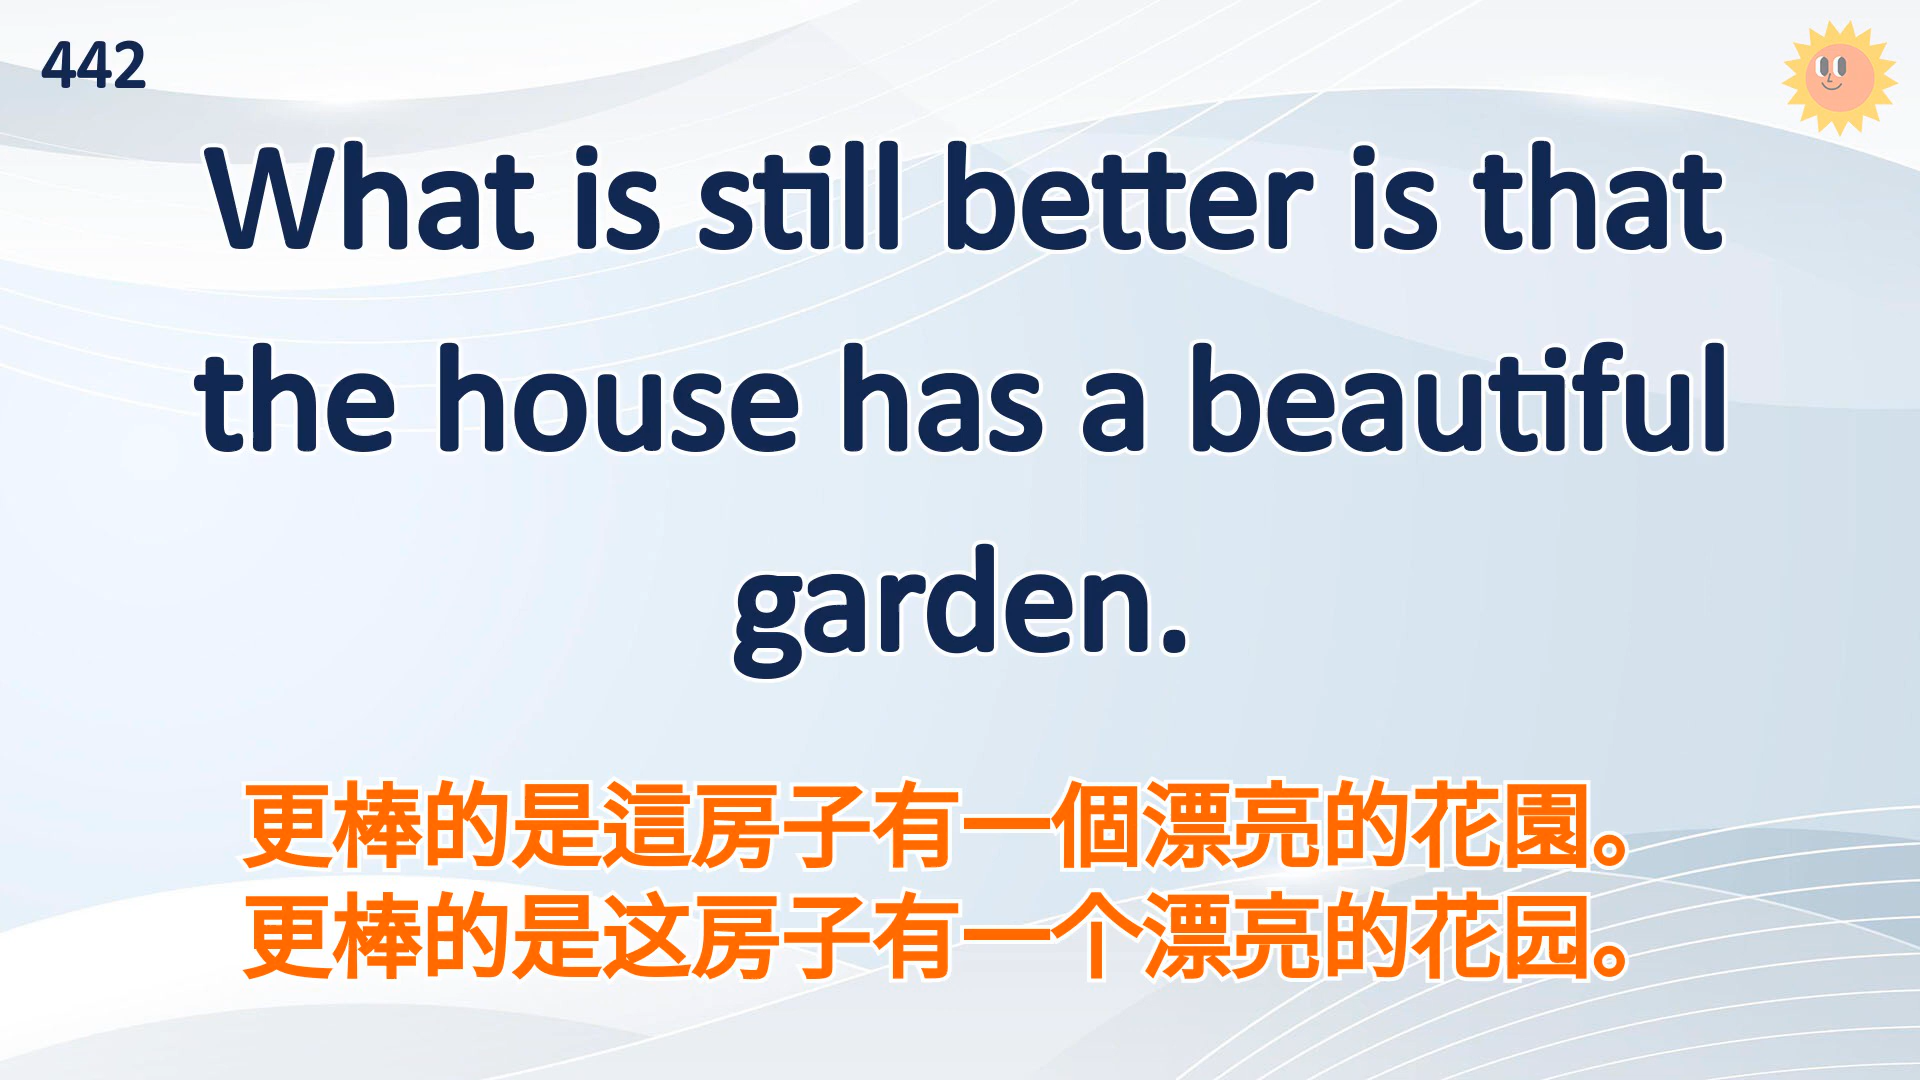 442
What is still better is that
the house has a beautiful
garden.
更棒的是這房子有一個漂亮的花園。
更棒的是这房子有一个漂亮的花园。